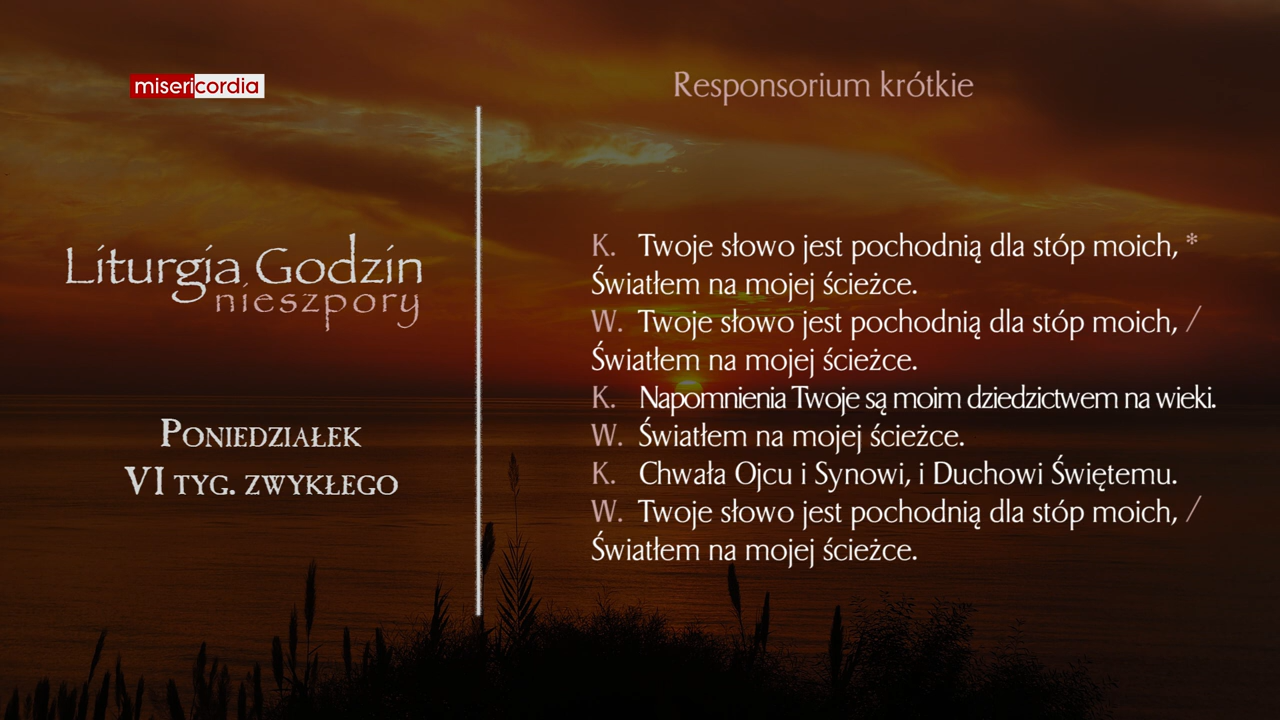 misericordia
Liturgia Godzin
nieszpory
Poniedziałek
VI tyg. zwykłego
Responsorium krótkie
K. Twoje słowo jest pochodnią dla stóp moich, *
Światłem na mojej ścieżce.
W. Twoje słowo jest pochodnią dla stóp moich, /
Światłem na mojej ścieżce.
K. Napomnienia Twoje są moim dziedzictwem na wieki.
W. Światłem na mojej ścieżce.
K. Chwała Ojcu i Synowi, i Duchowi Świętemu.
W. Twoje słowo jest pochodnią dla stóp moich, /
Światłem na mojej ścieżce.